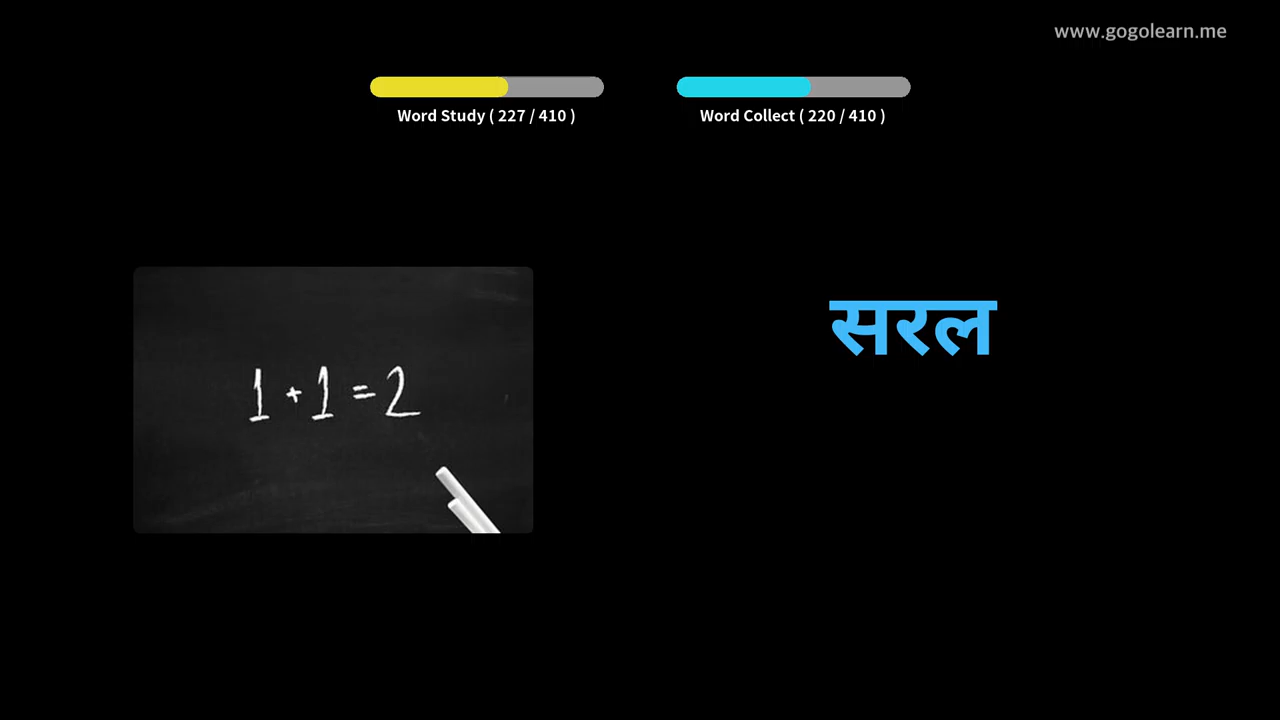 www.gogolearn.me
Word Study ( 227 / 410 )
Word Collect ( 220 / 410 )
1 + 1 = 2
सरल